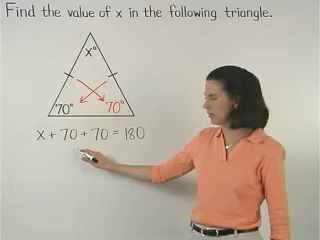 Find the value of x in the following triangle.
x°
70° 70°
x + 70 + 70 = 180